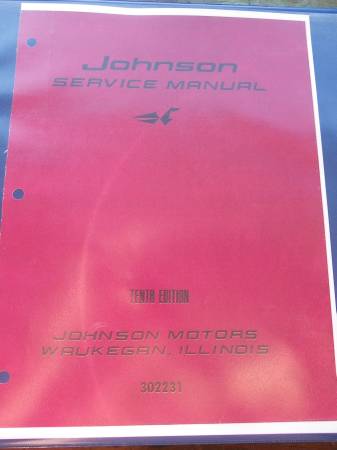 Johnson
SERVICE MANUAL
TENTH EDITION
JOHNSON MOTORS
WAUKEGAN, ILLINOIS
302231